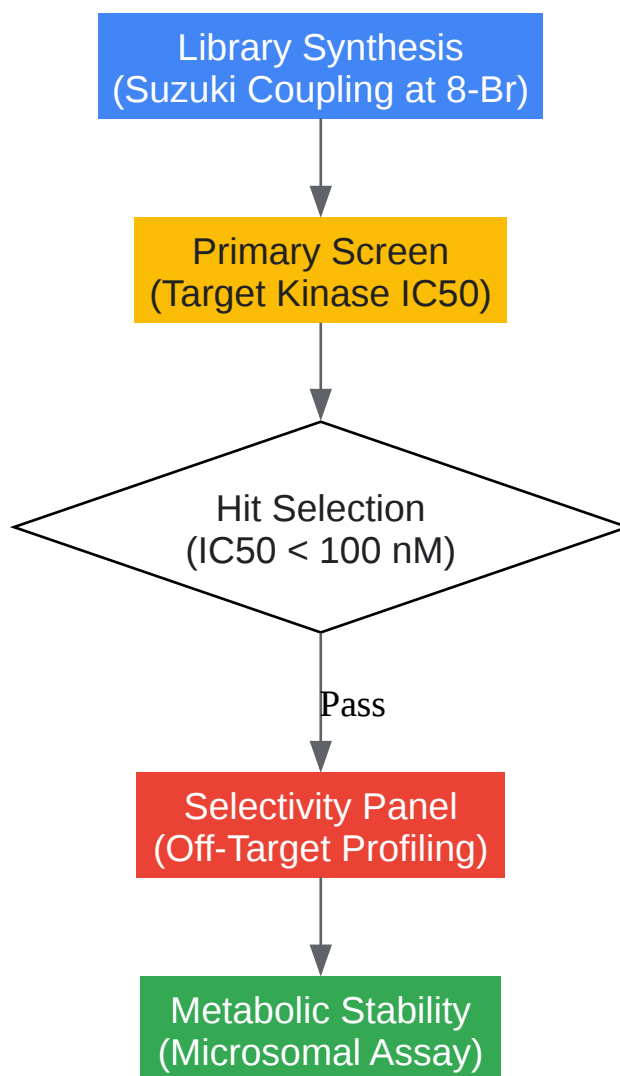 Library Synthesis
(Suzuki Coupling at 8-Br)
Primary Screen
(Target Kinase IC50)
Hit Selection
(IC50 < 100 nM)
Pass
Selectivity Panel
(Off-Target Profiling)
Metabolic Stability
(Microsomal Assay)